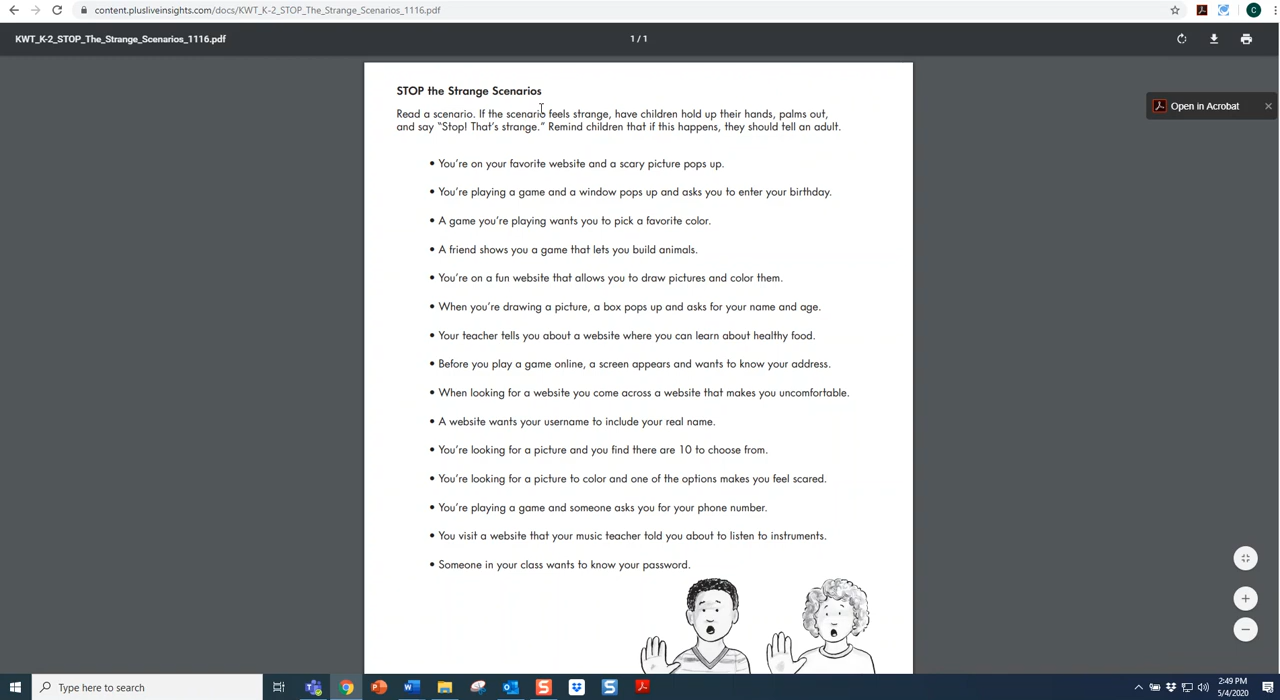 content.plusliveinsights.com/docs/KWT_K-2_STOP_The_Strange_Scenarios_1116.pdf
C
KWT_K-2_STOP_The_Strange_Scenarios_1116.pdf
1 / 1
Open in Acrobat
STOP the Strange Scenarios
Read a scenario. If the scenario feels strange, have children hold up their hands, palms out,
and say “Stop! That’s strange.” Remind children that if this happens, they should tell an adult.
• You’re on your favorite website and a scary picture pops up.
• You’re playing a game and a window pops up and asks you to enter your birthday.
• A game you’re playing wants you to pick a favorite color.
• A friend shows you a game that lets you build animals.
• You’re on a fun website that allows you to draw pictures and color them.
• When you’re drawing a picture, a box pops up and asks for your name and age.
• Your teacher tells you about a website where you can learn about healthy food.
• Before you play a game online, a screen appears and wants to know your address.
• When looking for a website you come across a website that makes you uncomfortable.
• A website wants your username to include your real name.
• You’re looking for a picture and you find there are 10 to choose from.
• You’re looking for a picture to color and one of the options makes you feel scared.
• You’re playing a game and someone asks you for your phone number.
• You visit a website that your music teacher told you about to listen to instruments.
• Someone in your class wants to know your password.
Type here to search
2:49 PM
5/4/2020